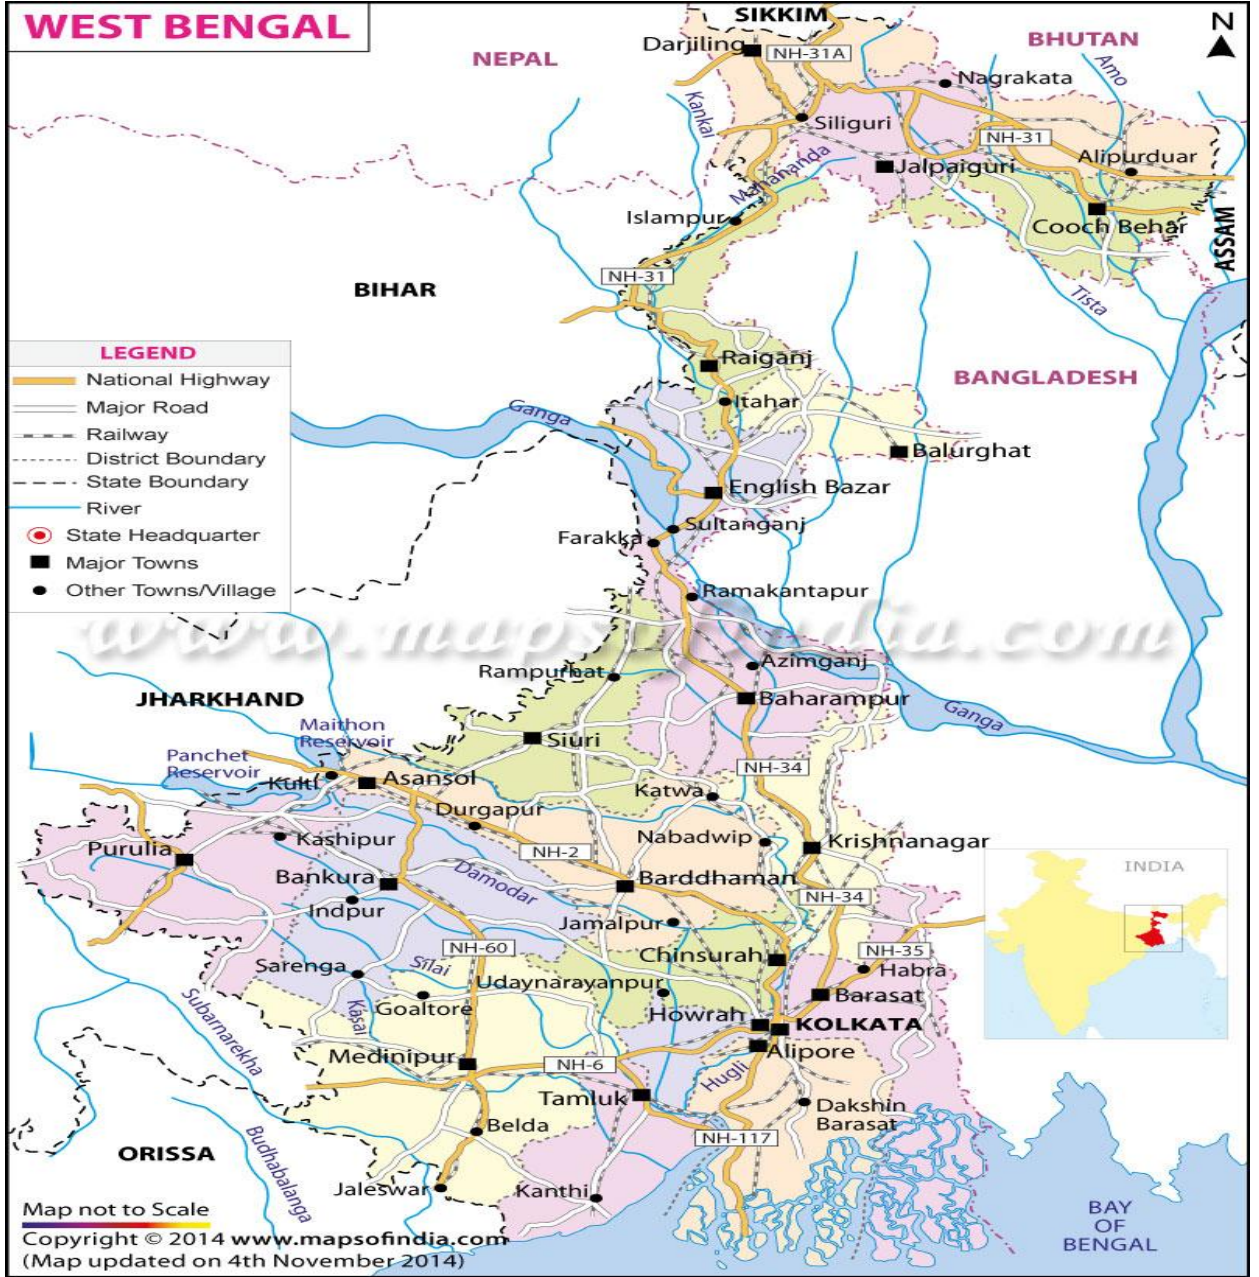 WEST BENGAL
SIKKIM
N
NEPAL
Darjiling
NH-31A
BHUTAN
Amo
Nagrakata
Kankai
Siliguri
NH-31
Mahananda
Jalpaiguri
Alipurduar
Islampur
Cooch Behar
ASSAM
NH-31
BIHAR
Tista
LEGEND
National Highway
Major Road
Railway
District Boundary
State Boundary
River
State Headquarter
Major Towns
Other Towns/Village
Raiganj
BANGLADESH
Itahar
Ganga
Balurghat
English Bazar
Sultanganj
Farakka
Ramakantapur
www.mapsofindia.com
Rampurhat
Azimganj
JHARKHAND
Baharampur
Ganga
Maithon
Reservoir
Siuri
Panchet
Reservoir
NH-34
Kulti
Asansol
Katwa
Durgapur
Kashipur
Nabadwip
Krishnanagar
Purulia
NH-2
INDIA
Bankura
Damodar
Barddhaman
NH-34
Indpur
Jamalpur
NH-60
Chinsurah
NH-35
Sarenga
Silai
Habra
Udaynarayanpur
Goaltore
Barasat
Subarnarekha
Kasai
Howrah
KOLKATA
Medinipur
Alipore
NH-6
Hugli
Tamluk
Dakshin
Barasat
Belda
NH-117
ORISSA
Budhabalanga
Jaleswar
Kanthi
BAY
OF
BENGAL
Map not to Scale
Copyright © 2014 www.mapsofindia.com
(Map updated on 4th November 2014)